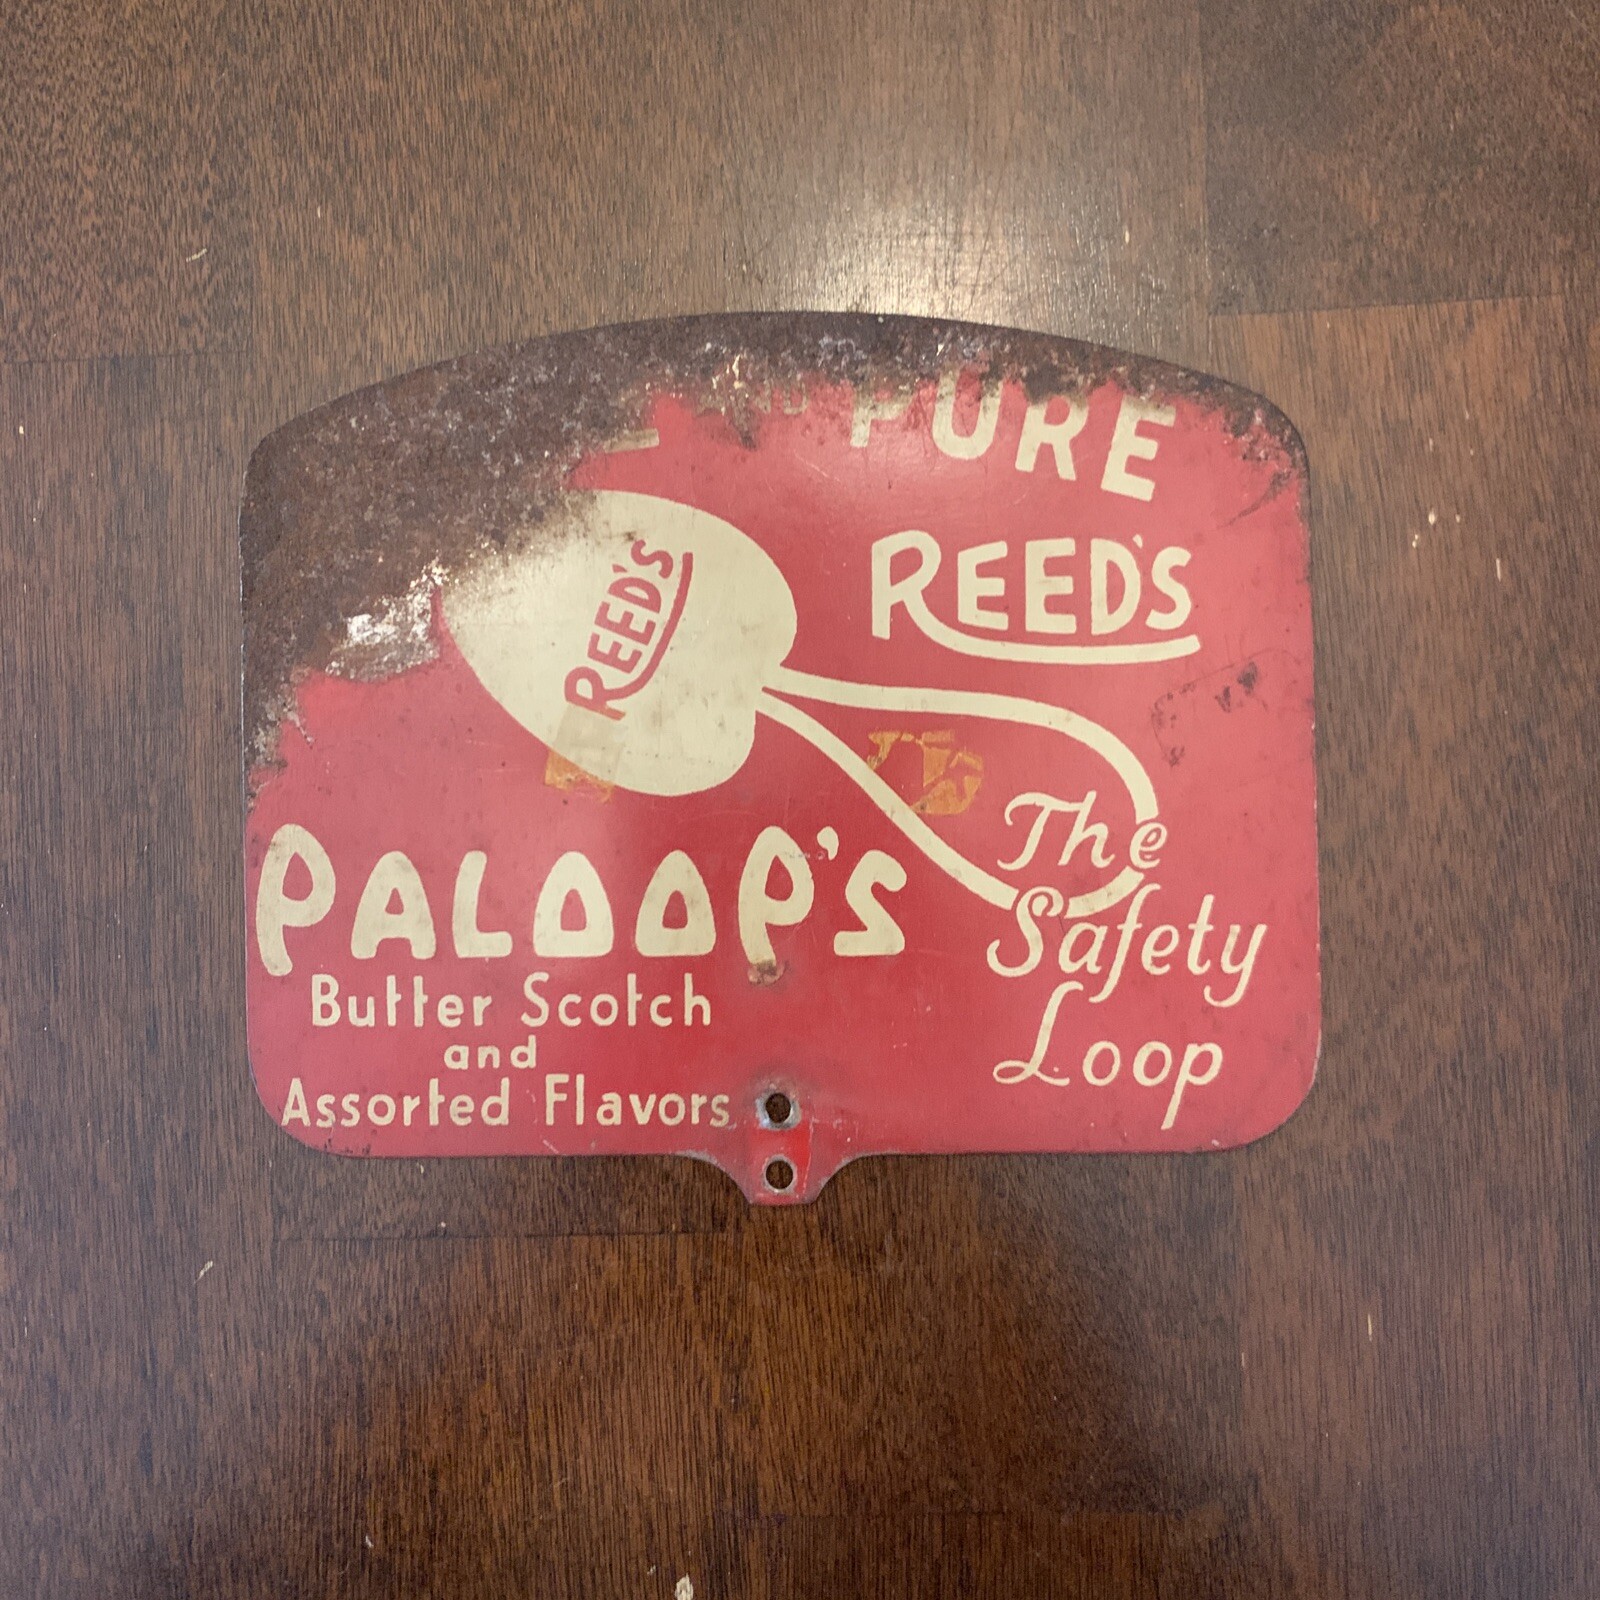 PURE
REED'S
REED'S
PALOOP'S
Butter Scotch
and
Assorted Flavors
The
Safety
Loop